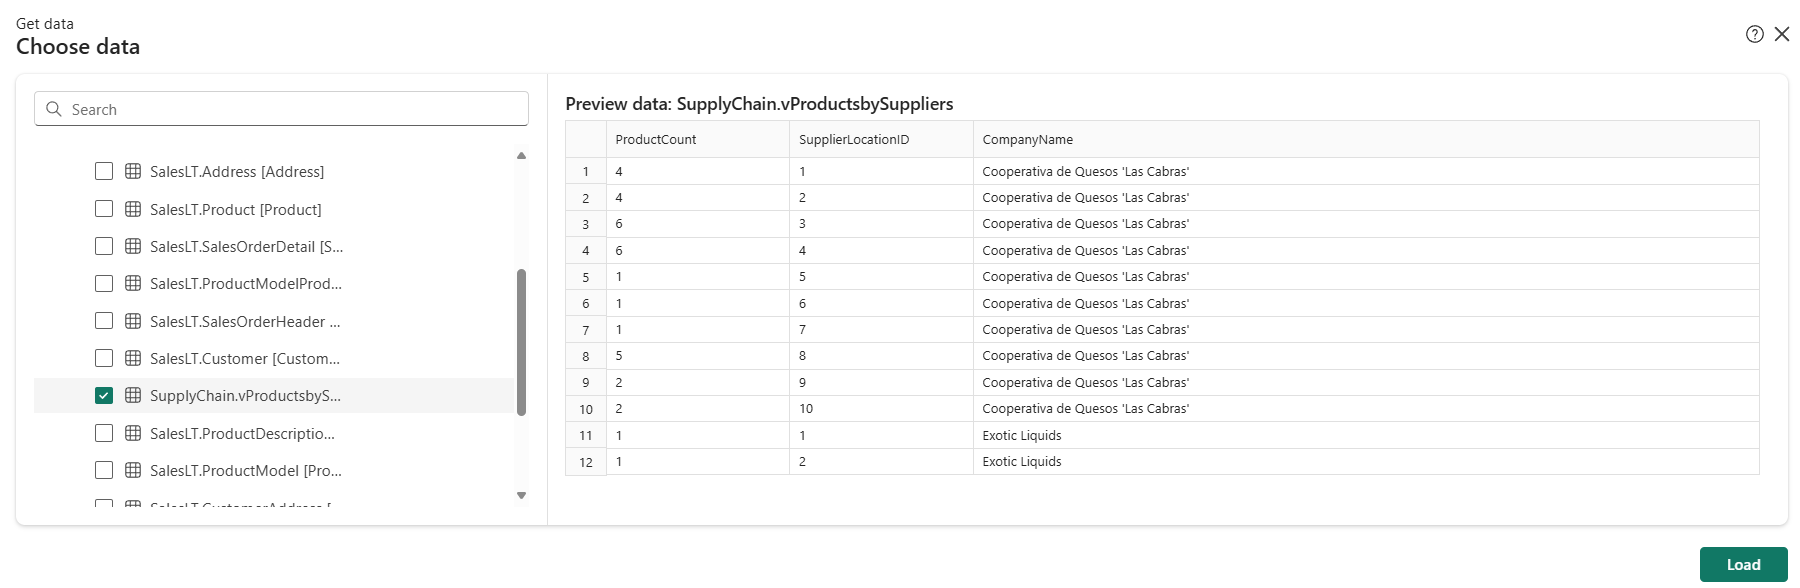 Get data
Choose data
Search
SalesLT.Address [Address]
SalesLT.Product [Product]
SalesLT.SalesOrderDetail [S...
SalesLT.ProductModelProd...
SalesLT.SalesOrderHeader ...
SalesLT.Customer [Custom...
SupplyChain.vProductsbyS...
SalesLT.ProductDescriptio...
SalesLT.ProductModel [Pro...
SalesLT.CustomerAddress [
Preview data: SupplyChain.vProductsbySuppliers
ProductCount SupplierLocationID CompanyName
1 4 1 Cooperativa de Quesos 'Las Cabras'
2 4 2 Cooperativa de Quesos 'Las Cabras'
3 6 3 Cooperativa de Quesos 'Las Cabras'
4 6 4 Cooperativa de Quesos 'Las Cabras'
5 1 5 Cooperativa de Quesos 'Las Cabras'
6 1 6 Cooperativa de Quesos 'Las Cabras'
7 1 7 Cooperativa de Quesos 'Las Cabras'
8 5 8 Cooperativa de Quesos 'Las Cabras'
9 2 9 Cooperativa de Quesos 'Las Cabras'
10 2 10 Cooperativa de Quesos 'Las Cabras'
11 1 1 Exotic Liquids
12 1 2 Exotic Liquids
Load